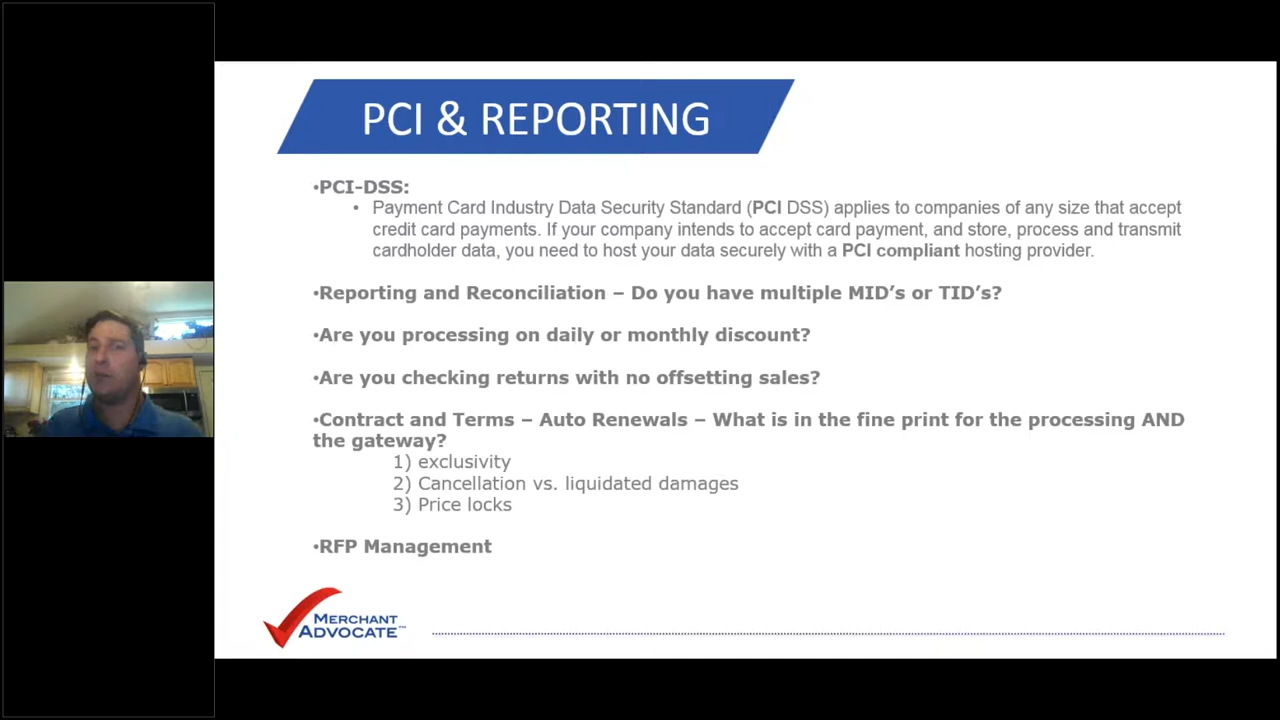 PCI & REPORTING
•PCI-DSS:
• Payment Card Industry Data Security Standard (PCI DSS) applies to companies of any size that accept
credit card payments. If your company intends to accept card payment, and store, process and transmit
cardholder data, you need to host your data securely with a PCI compliant hosting provider.
•Reporting and Reconciliation – Do you have multiple MID’s or TID’s?
•Are you processing on daily or monthly discount?
•Are you checking returns with no offsetting sales?
•Contract and Terms – Auto Renewals – What is in the fine print for the processing AND
the gateway?
1) exclusivity
2) Cancellation vs. liquidated damages
3) Price locks
•RFP Management
MERCHANT
ADVOCATE™